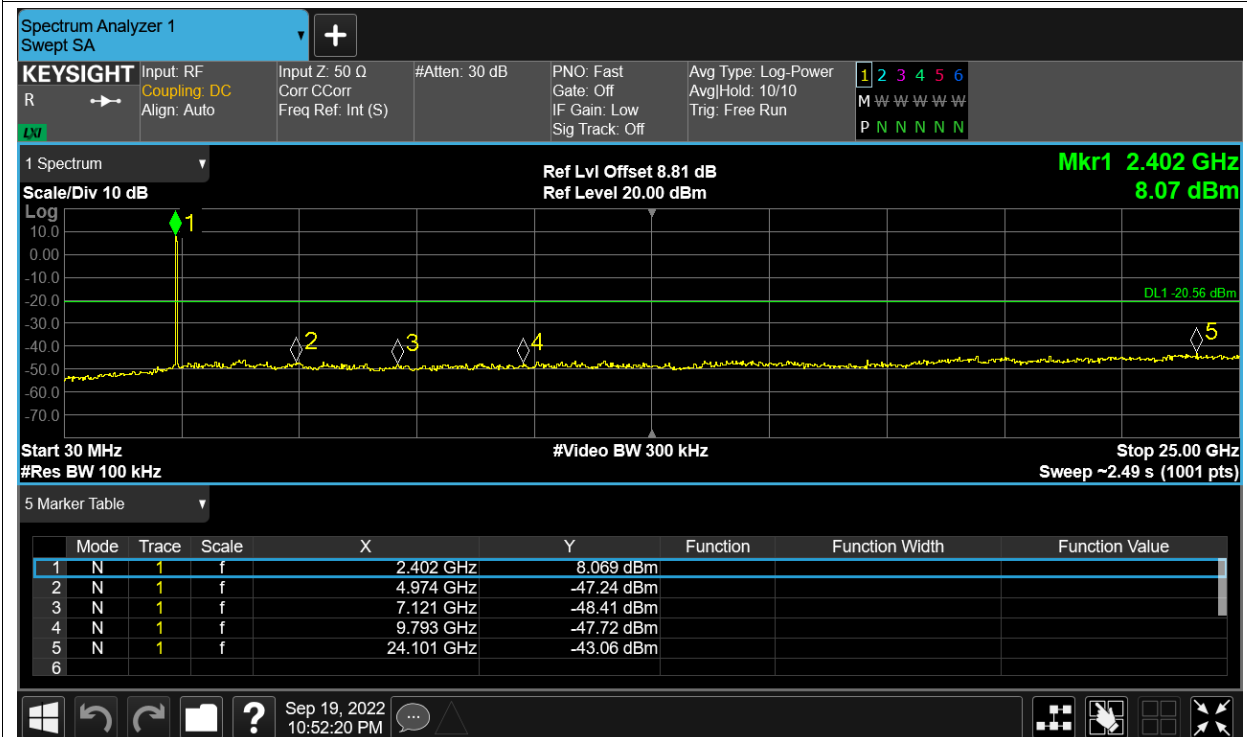 Spectrum Analyzer 1
Swept SA
+
KEYSIGHT
R
LXI
Input: RF
Coupling: DC
Align: Auto
Input Z: 50 Ω
Corr CCorr
Freq Ref: Int (S)
#Atten: 30 dB
PNO: Fast
Gate: Off
IF Gain: Low
Sig Track: Off
Avg Type: Log-Power
Avg|Hold: 10/10
Trig: Free Run
1 2 3 4 5 6
M W W W W W
P N N N N N
1 Spectrum
Scale/Div 10 dB
Ref Lvl Offset 8.81 dB
Ref Level 20.00 dBm
Mkr1 2.402 GHz
8.07 dBm
Log
10.0
0.00
-10.0
-20.0
-30.0
-40.0
-50.0
-60.0
-70.0
1
DL1 -20.56 dBm
2
3
4
5
Start 30 MHz
#Res BW 100 kHz
#Video BW 300 kHz
Stop 25.00 GHz
Sweep ~2.49 s (1001 pts)
5 Marker Table
Mode Trace Scale X Y Function Function Width Function Value
1 N 1 f 2.402 GHz 8.069 dBm
2 N 1 f 4.974 GHz -47.24 dBm
3 N 1 f 7.121 GHz -48.41 dBm
4 N 1 f 9.793 GHz -47.72 dBm
5 N 1 f 24.101 GHz -43.06 dBm
6
?
Sep 19, 2022
10:52:20 PM